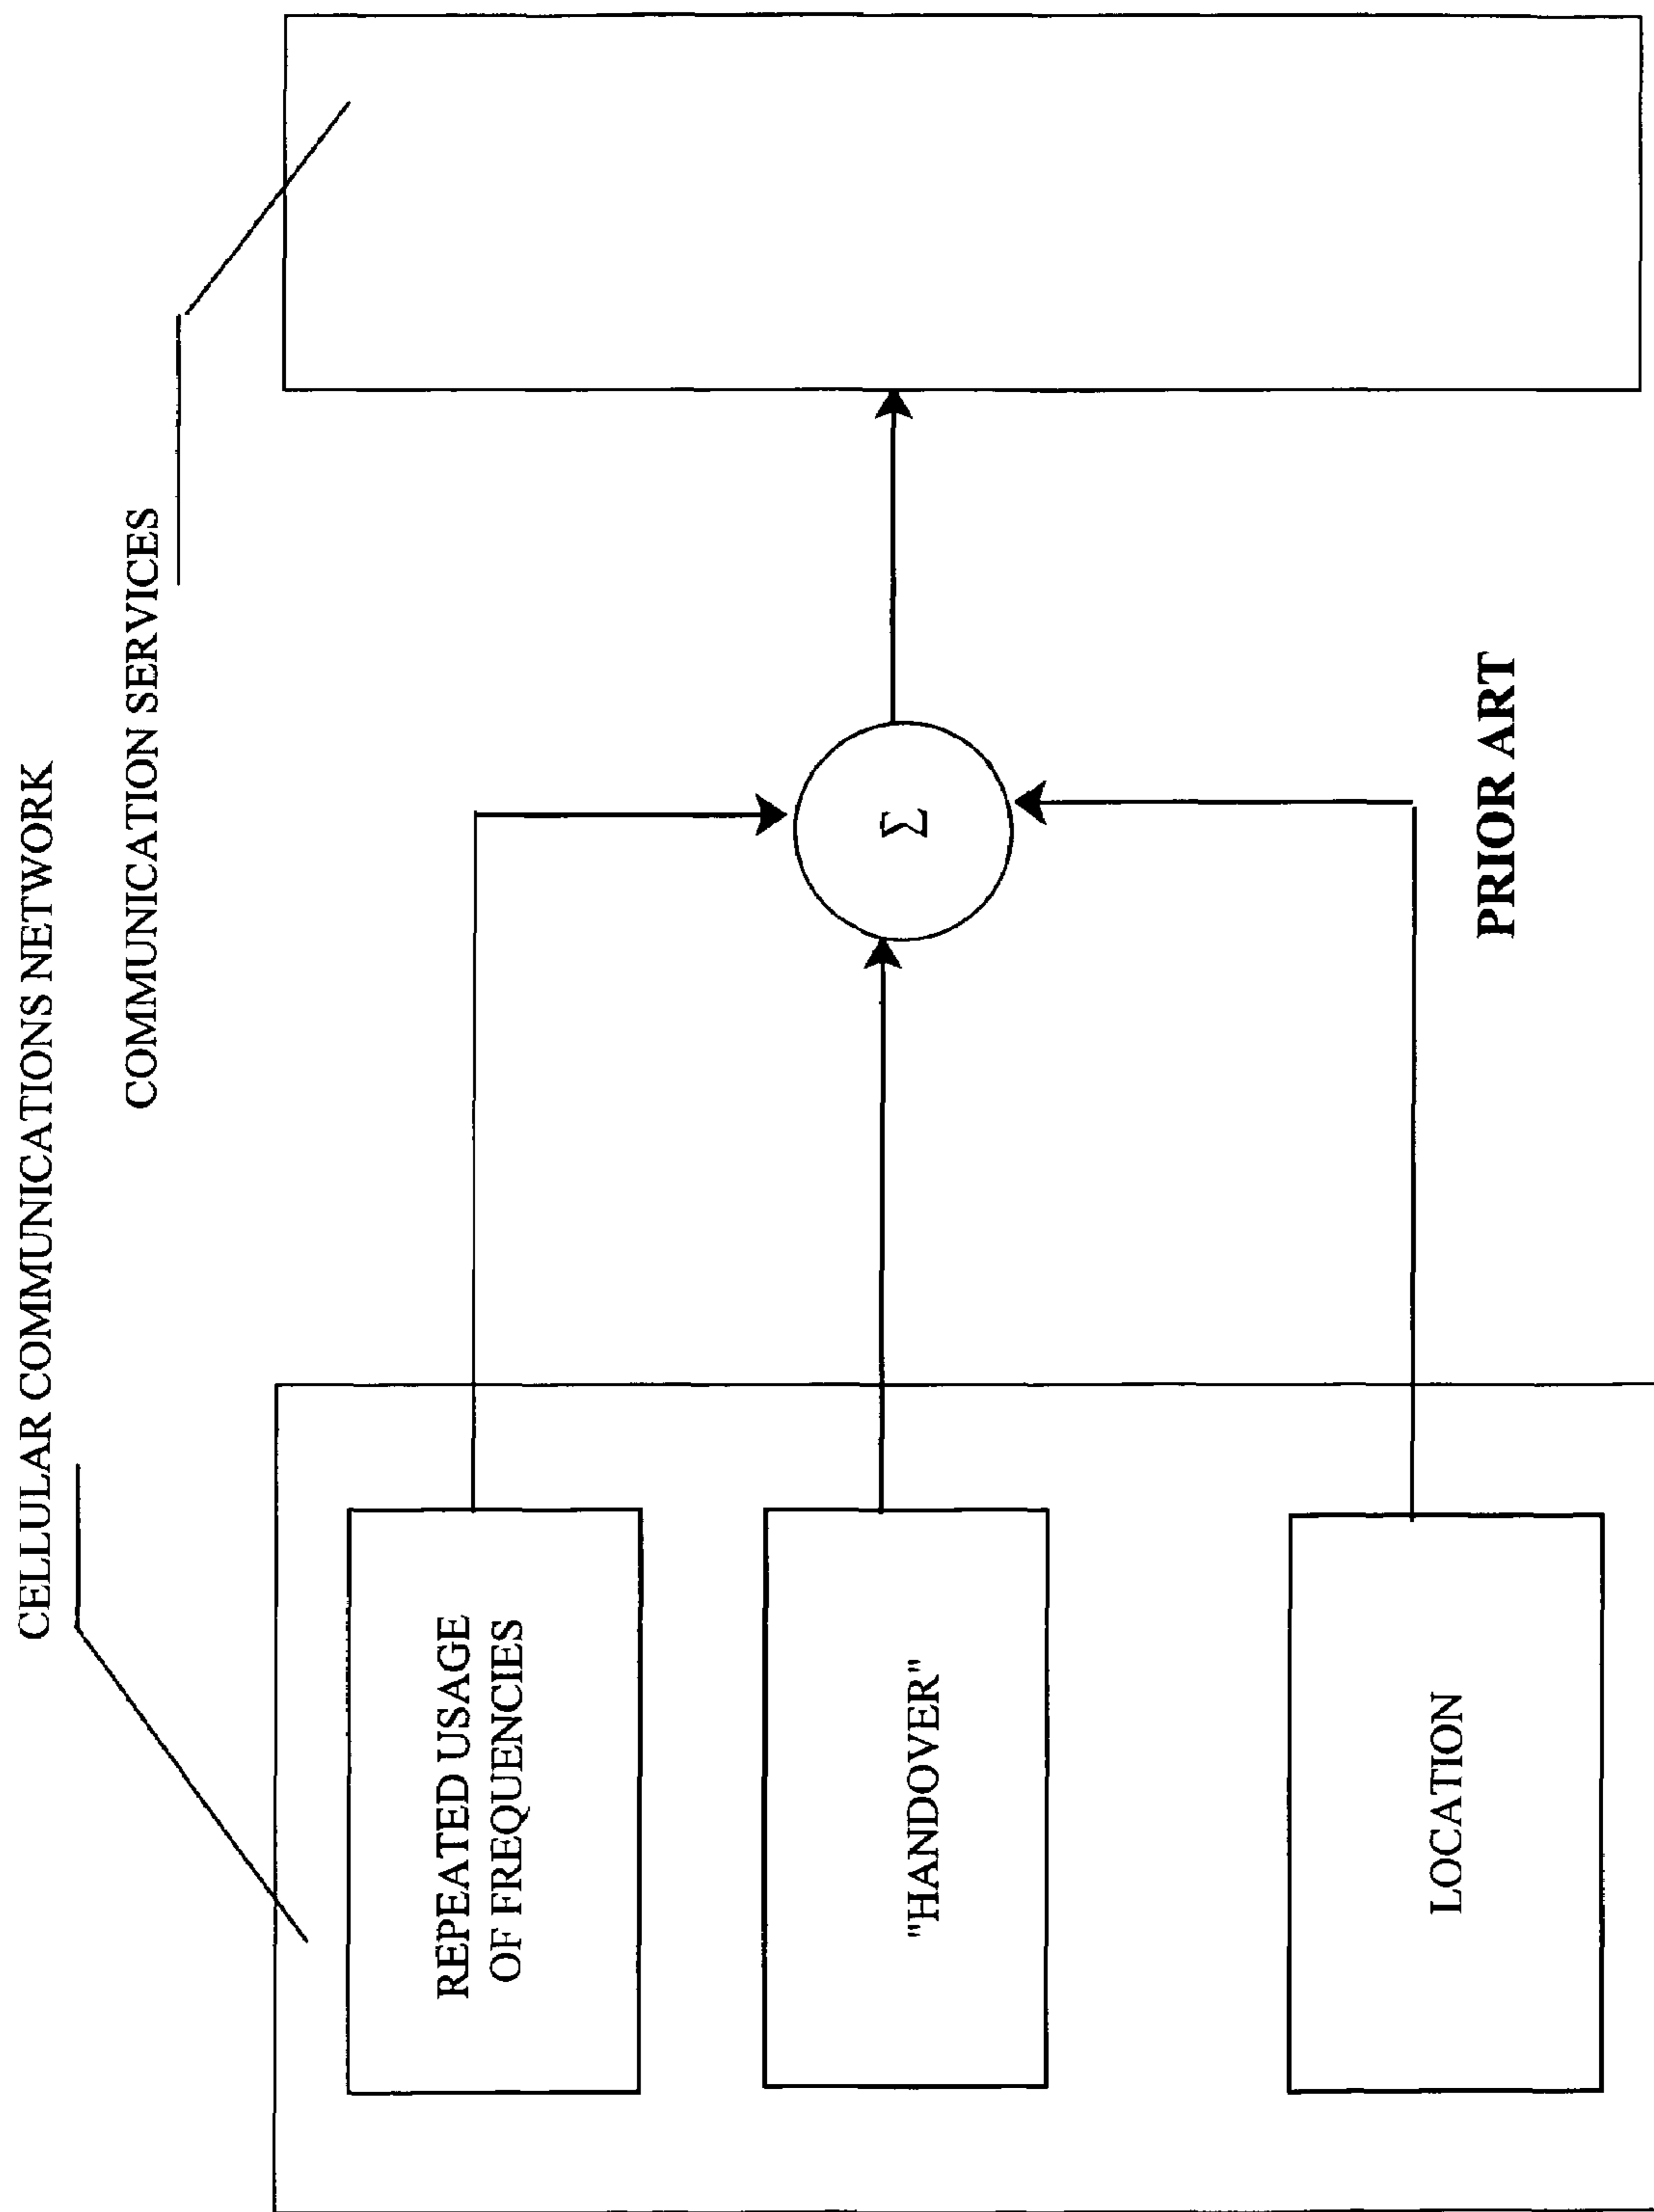 CELLULAR COMMUNICATIONS NETWORK
COMMUNICATION SERVICES
REPEATED USAGE
OF FREQUENCIES
"HANDOVER"
Σ
LOCATION
PRIOR ART